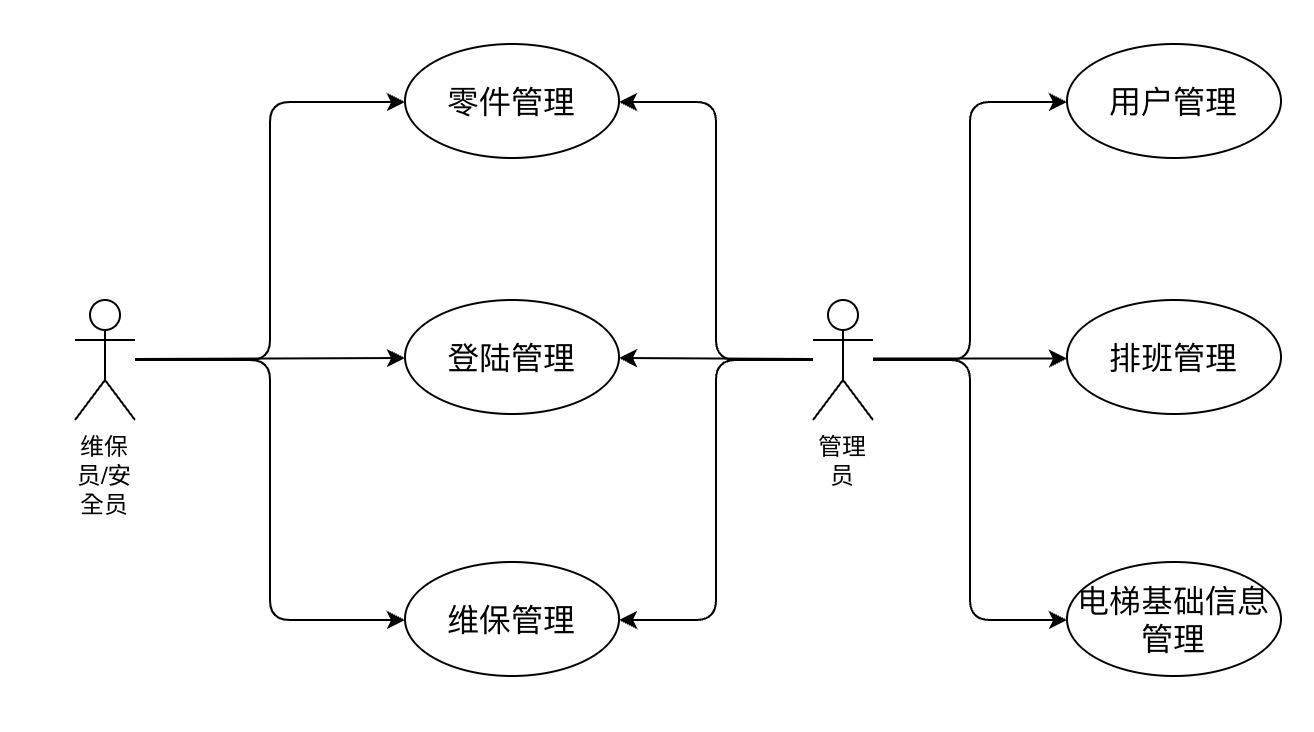 零件管理
用户管理
登陆管理
排班管理
维保
员/安
全员
管理
员
维保管理
电梯基础信息
管理